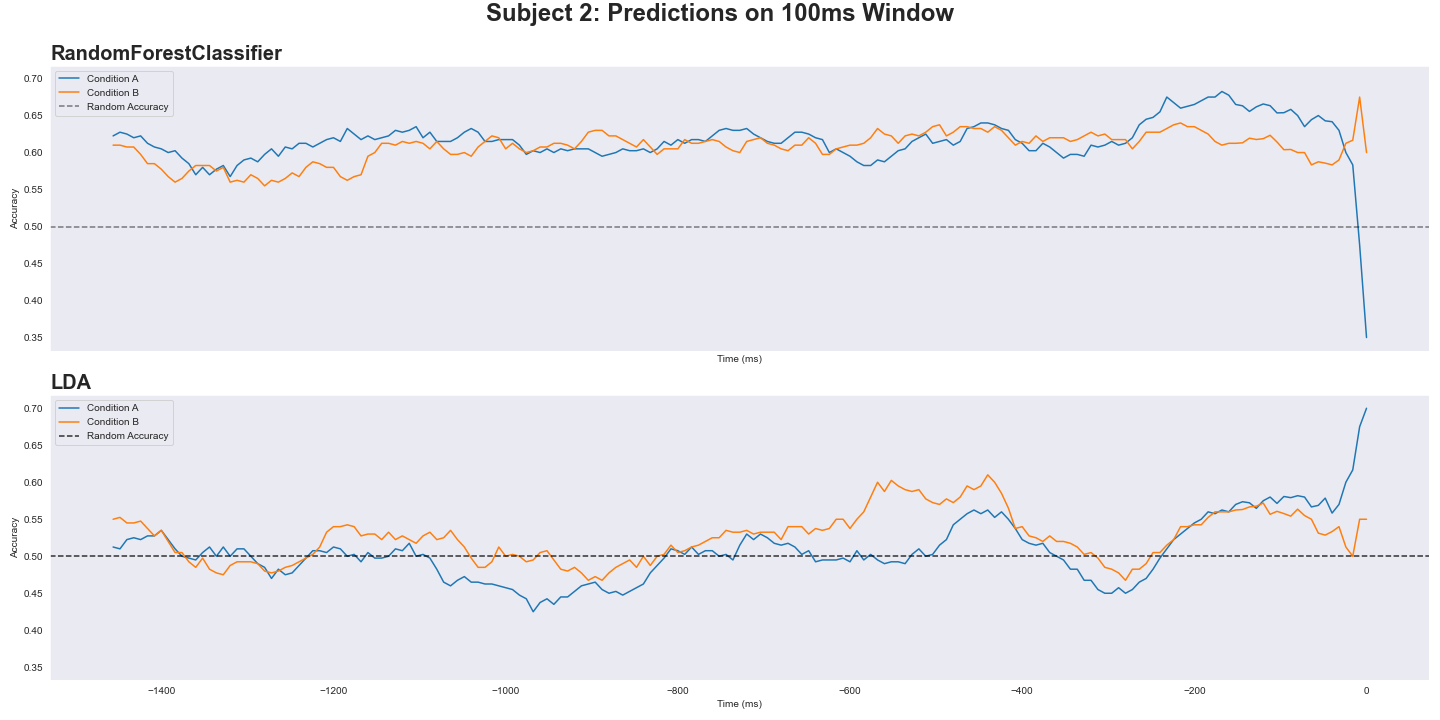 Subject 2: Predictions on 100ms Window
RandomForestClassifier
Condition A
Condition B
Random Accuracy
0.70
0.65
0.60
0.55
0.50
0.45
0.40
0.35
Accuracy
Time (ms)
LDA
Condition A
Condition B
Random Accuracy
0.70
0.65
0.60
0.55
0.50
0.45
0.40
0.35
Accuracy
−1400 −1200 −1000 −800 −600 −400 −200 0
Time (ms)